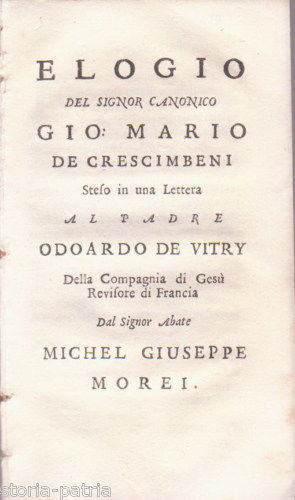 ELOGIO
DEL SIGNOR CANONICO
GIO: MARIO
DE CRESCIMBENI
Steſo in una Lettera
AL PADRE
ODOARDO DE VITRY
Della Compagnia di Gesù
Reviſore di Francia
Dal Signor Abate
MICHEL GIUSEPPE
MOREI.
storia-patria